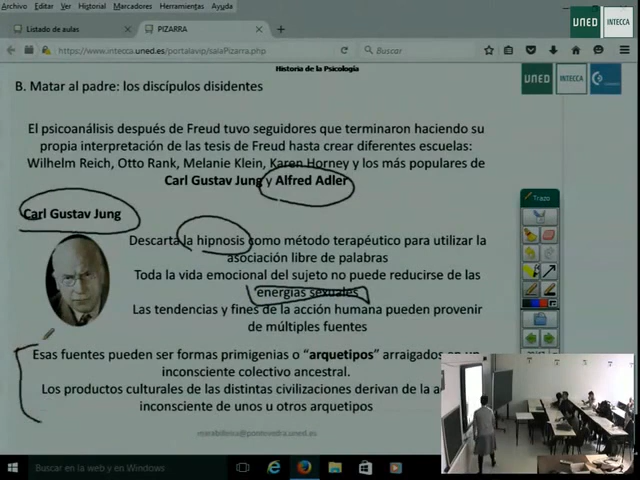 Archivo Editar Ver Historial Marcadores Herramientas Ayuda
UNED INTECCA
Listado de aulas PIZARRA
https://www.intecca.uned.es/portalavip/salaPizarra.php Buscar
Historia de la Psicología
UNED INTECCA
B. Matar al padre: los discípulos disidentes
El psicoanálisis después de Freud tuvo seguidores que terminaron haciendo su
propia interpretación de las tesis de Freud hasta crear diferentes escuelas:
Wilhelm Reich, Otto Rank, Melanie Klein, Karen Horney y los más populares de
Carl Gustav Jung y Alfred Adler
Trazo
Carl Gustav Jung
Descarta la hipnosis como método terapéutico para utilizar la
asociación libre de palabras
Toda la vida emocional del sujeto no puede reducirse de las
energías sexuales
Las tendencias y fines de la acción humana pueden provenir
de múltiples fuentes
Esas fuentes pueden ser formas primigenias o “arquetipos” arraigados en un
inconsciente colectivo ancestral.
Los productos culturales de las distintas civilizaciones derivan de la
inconsciente de unos u otros arquetipos
Buscar en la web y en Windows